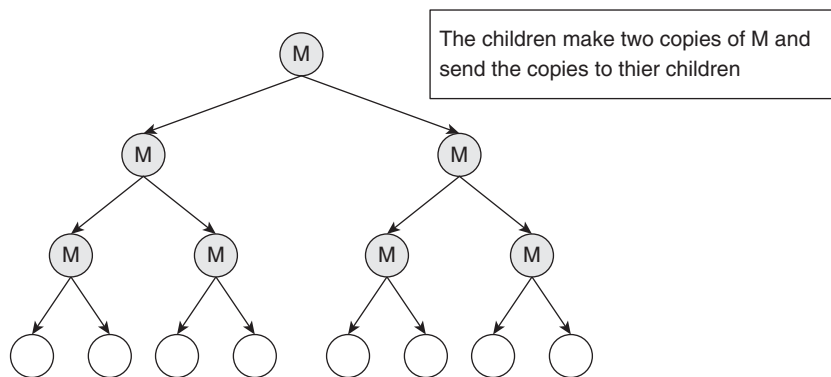 M
The children make two copies of M and
send the copies to thier children
M M
M M M M